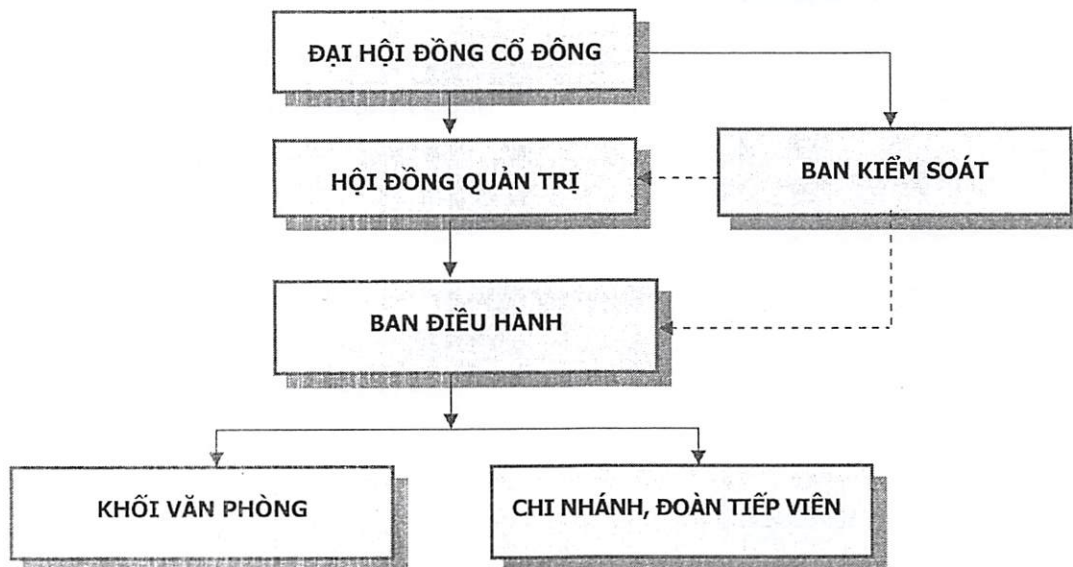 ĐẠI HỘI ĐỒNG CỔ ĐÔNG
BAN KIỂM SOÁT
HỘI ĐỒNG QUẢN TRỊ
BAN ĐIỀU HÀNH
KHỐI VĂN PHÒNG
CHI NHÁNH, ĐOÀN TIẾP VIÊN